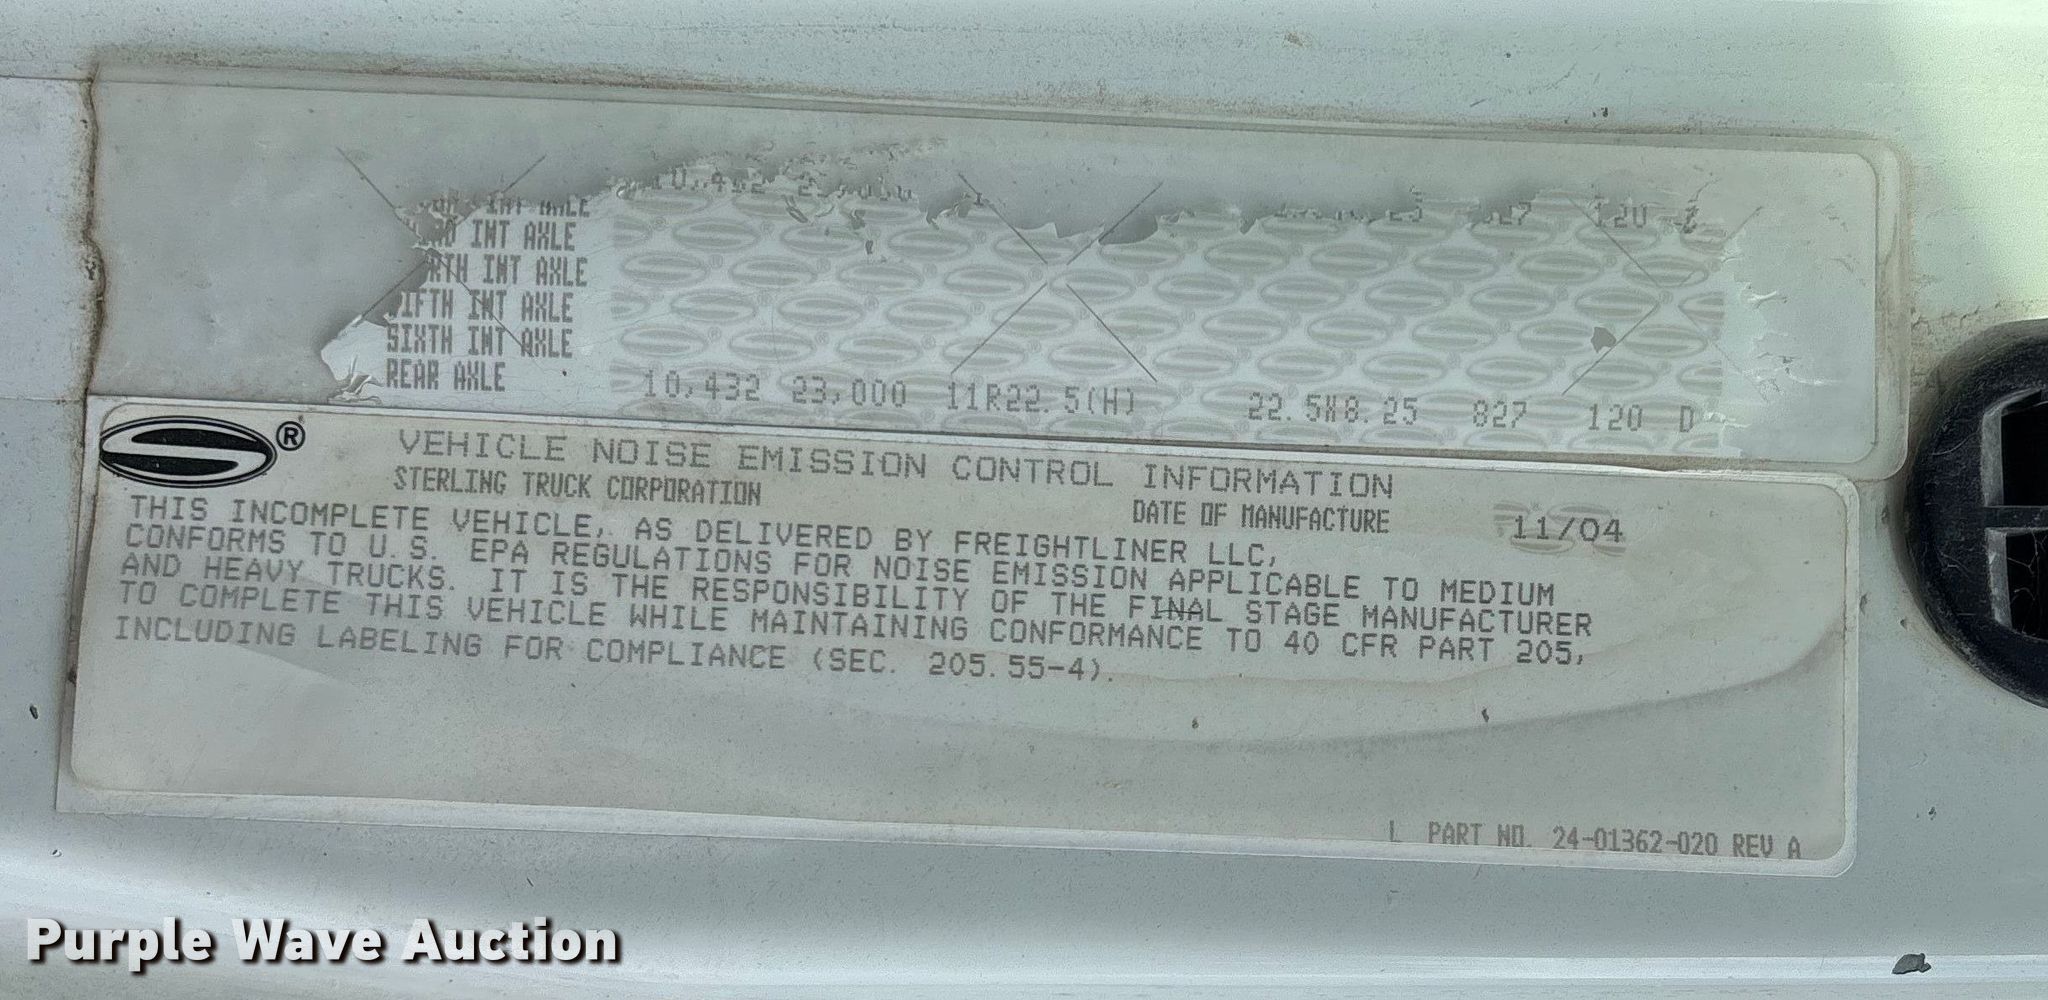 10,432
INT AXLE 120
INT AXLE
INT AXLE
FIFTH INT AXLE
SIXTH INT AXLE
REAR AXLE 10,432 23,000 11R22.5(H) 22.5X8.25 827 120 D
®
VEHICLE NOISE EMISSION CONTROL INFORMATION
STERLING TRUCK CORPORATION DATE OF MANUFACTURE 11/04
THIS INCOMPLETE VEHICLE, AS DELIVERED BY FREIGHTLINER LLC,
CONFORMS TO U.S. EPA REGULATIONS FOR NOISE EMISSION APPLICABLE TO MEDIUM
AND HEAVY TRUCKS. IT IS THE RESPONSIBILITY OF THE FINAL STAGE MANUFACTURER
TO COMPLETE THIS VEHICLE WHILE MAINTAINING CONFORMANCE TO 40 CFR PART 205,
INCLUDING LABELING FOR COMPLIANCE (SEC. 205.55-4).
L PART NO. 24-01362-020 REV A
Purple Wave Auction